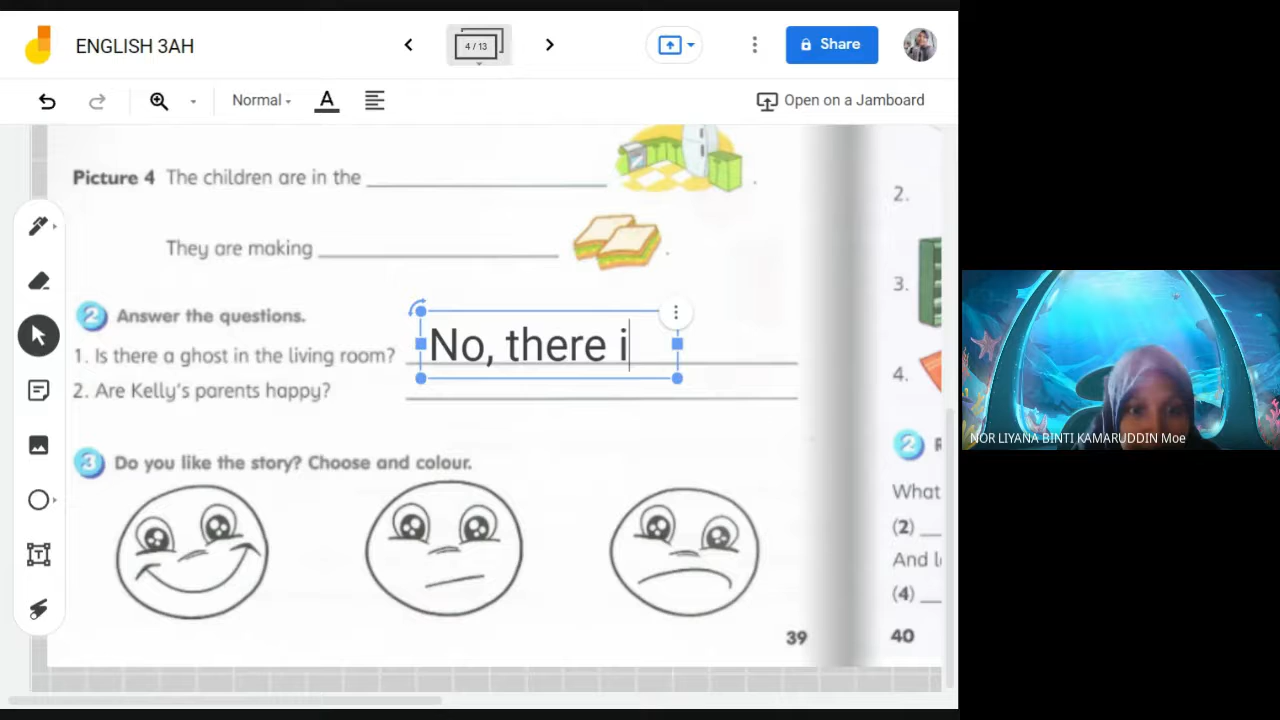 ENGLISH 3AH
4 / 13
Share
Normal
A
Open on a Jamboard
Picture 4 The children are in the ____________ .
They are making ____________ .
2 Answer the questions.
1. Is there a ghost in the living room? No, there i
2. Are Kelly's parents happy?
3 Do you like the story? Choose and colour.
39
2.
3.
4.
2 R
What
(2)
And l
(4)
40
NOR LIYANA BINTI KAMARUDDIN Moe